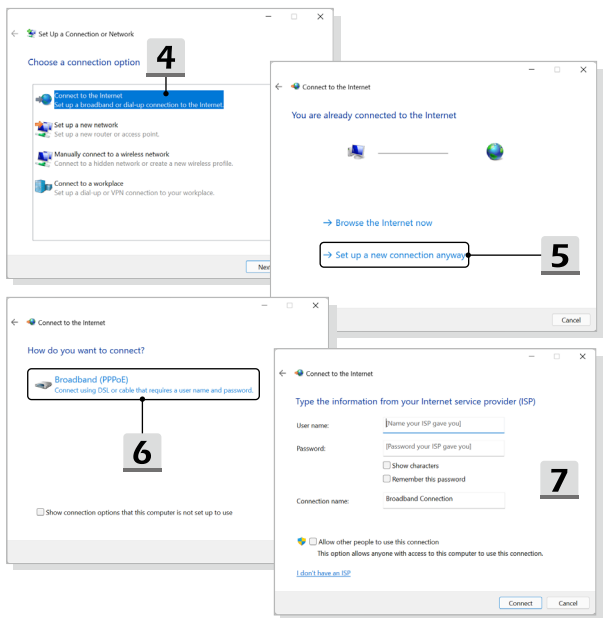 Set Up a Connection or Network
Choose a connection option
4
Connect to the Internet
Set up a broadband or dial-up connection to the Internet.
Set up a new network
Set up a new router or access point.
Manually connect to a wireless network
Connect to a hidden network or create a new wireless profile.
Connect to a workplace
Set up a dial-up or VPN connection to your workplace.
Connect to the Internet
You are already connected to the Internet
→ Browse the Internet now
→ Set up a new connection anyway
5
Cancel
Connect to the Internet
How do you want to connect?
Broadband (PPPoE)
Connect using DSL or cable that requires a user name and password.
6
Show connection options that this computer is not set up to use
Connect to the Internet
Type the information from your Internet service provider (ISP)
User name:
[Name your ISP gave you]
Password:
[Password your ISP gave you]
Show characters
Remember this password
7
Connection name:
Broadband Connection
Allow other people to use this connection
This option allows anyone with access to this computer to use this connection.
I don't have an ISP
Connect
Cancel